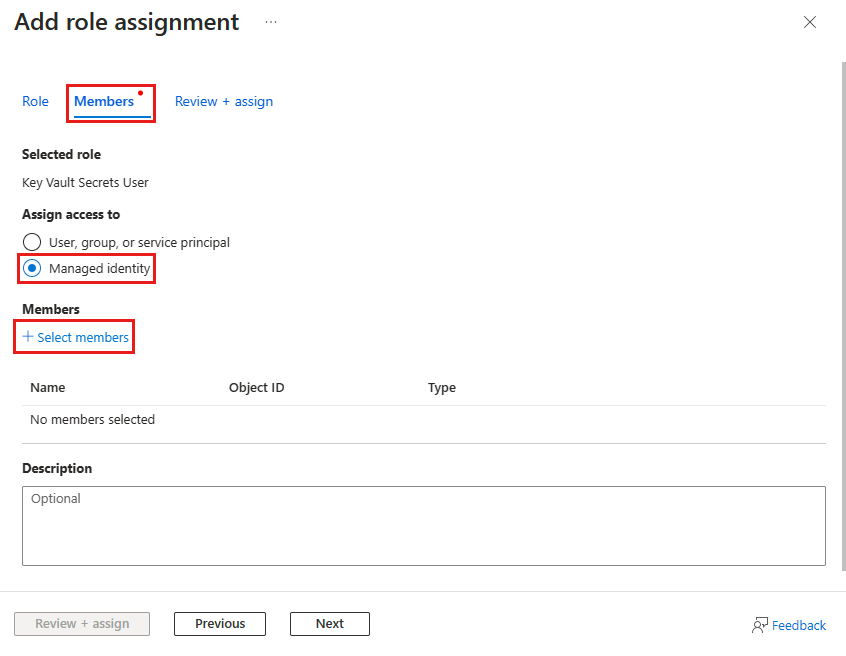 Add role assignment ...
Role Members Review + assign
Selected role
Key Vault Secrets User
Assign access to
User, group, or service principal
Managed identity
Members
+ Select members
Name Object ID Type
No members selected
Description
Optional
Review + assign Previous Next Feedback